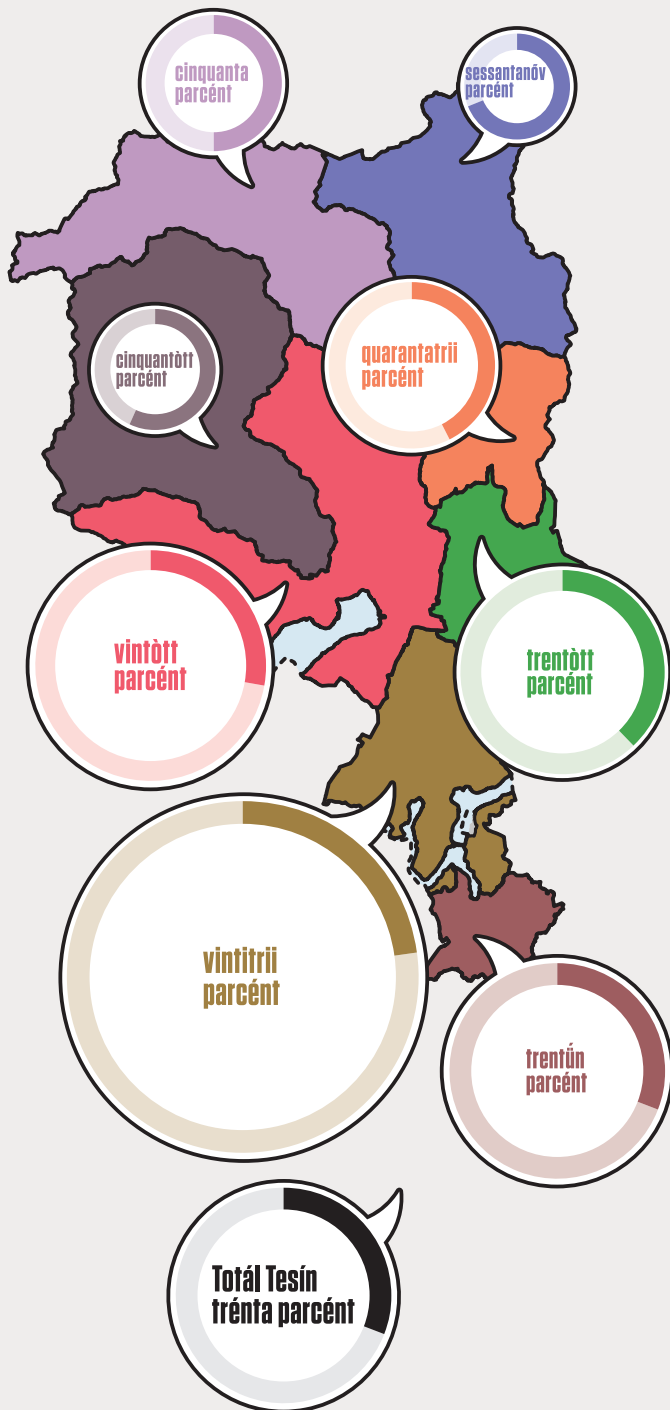 cinquanta
parcént
sessantanöv
parcént
cinquantòtt
parcént
quarantatrii
parcént
vintòtt
parcént
trentòtt
parcént
vintitrii
parcént
trentǘn
parcént
Totál Tesín
trénta parcént